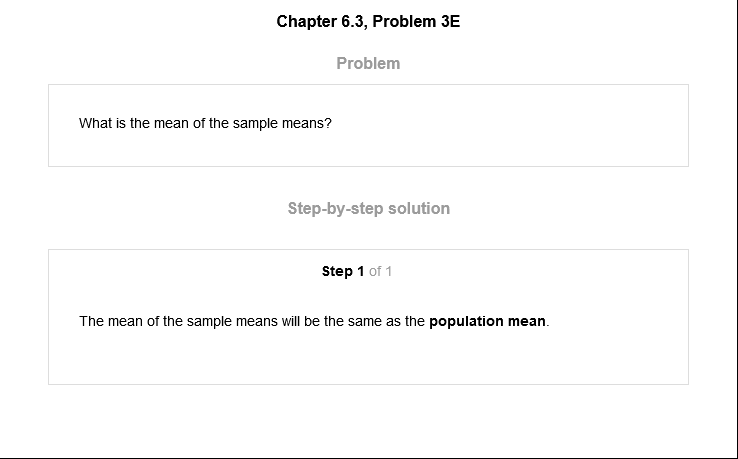 Chapter 6.3, Problem 3E
Problem
What is the mean of the sample means?
Step-by-step solution
Step 1 of 1
The mean of the sample means will be the same as the population mean.